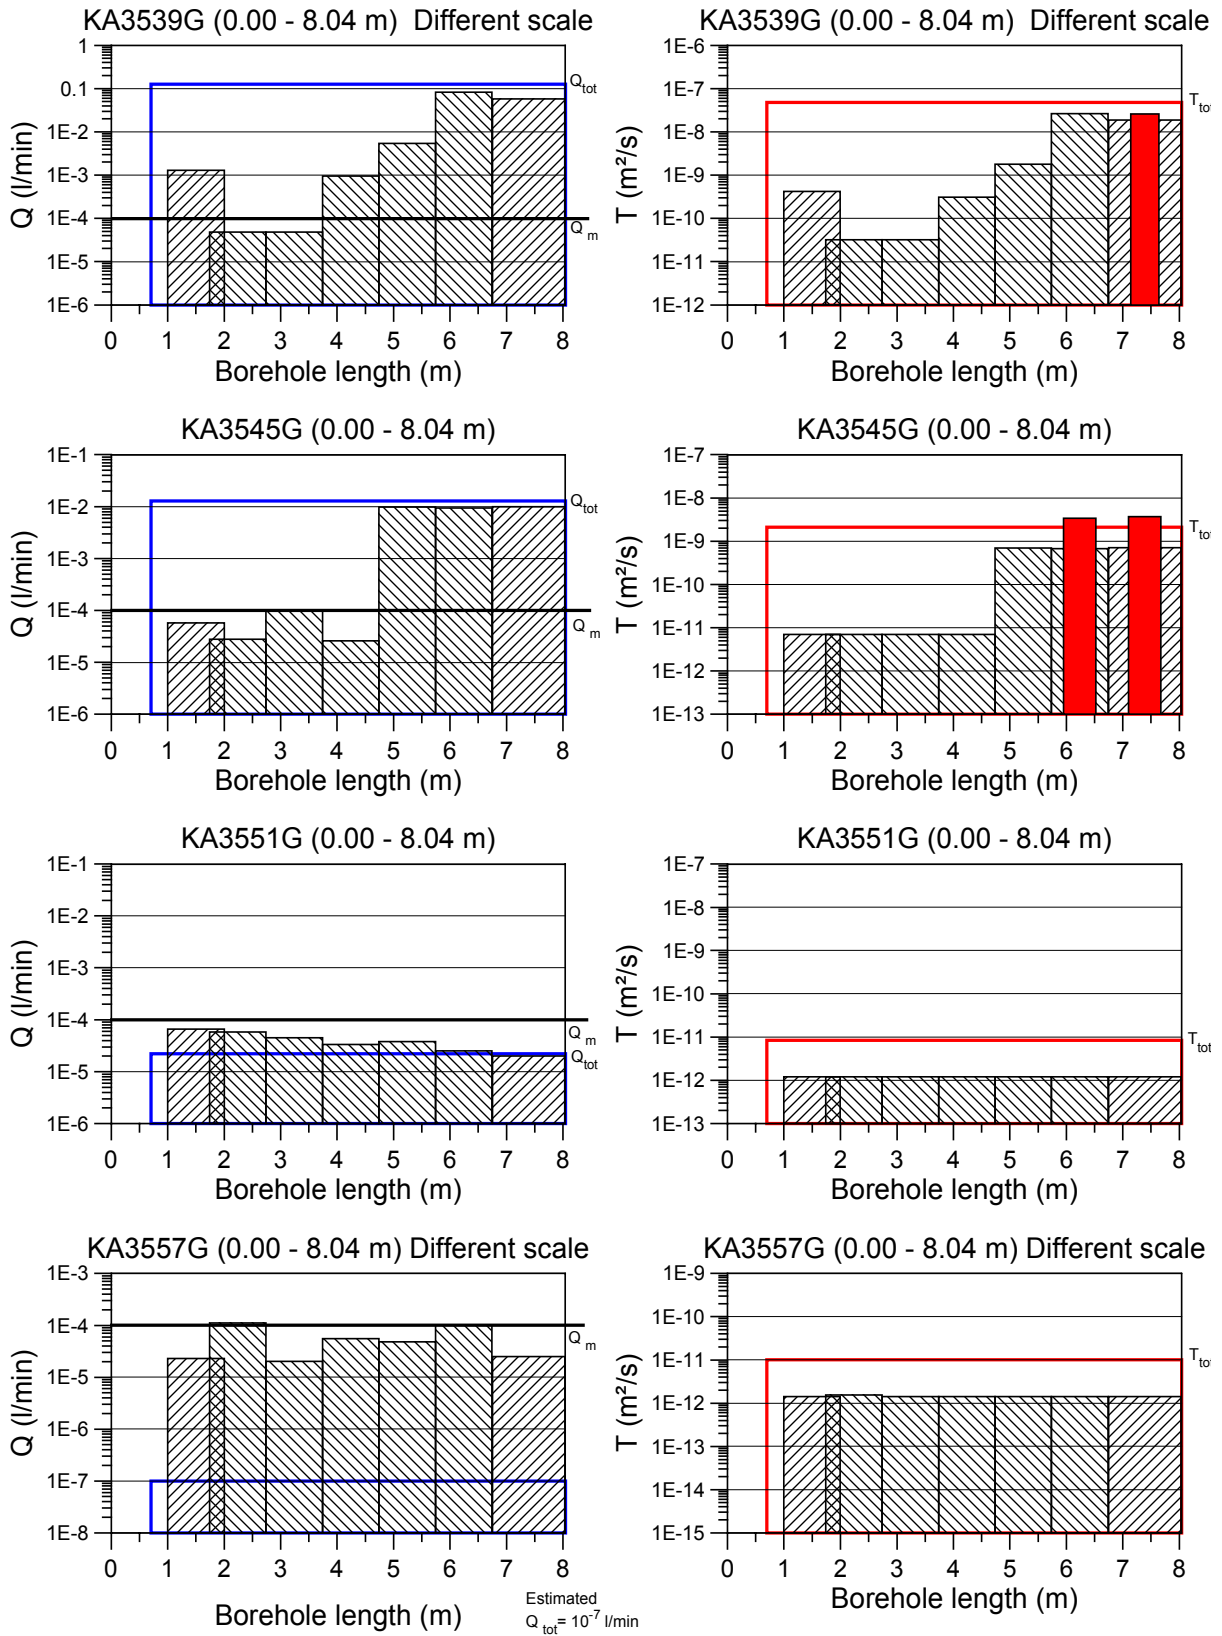 KA3539G (0.00 - 8.04 m)  Different scale
1
0.1
1E-2
1E-3
1E-4
1E-5
1E-6
Q (l/min)
Q tot
Q m
0 1 2 3 4 5 6 7 8
Borehole length (m)
KA3539G (0.00 - 8.04 m)  Different scale
1E-6
1E-7
1E-8
1E-9
1E-10
1E-11
1E-12
T (m²/s)
T tot
0 1 2 3 4 5 6 7 8
Borehole length (m)
KA3545G (0.00 - 8.04 m)
1E-1
1E-2
1E-3
1E-4
1E-5
1E-6
Q (l/min)
Q tot
Q m
0 1 2 3 4 5 6 7 8
Borehole length (m)
KA3545G (0.00 - 8.04 m)
1E-7
1E-8
1E-9
1E-10
1E-11
1E-12
1E-13
T (m²/s)
T tot
0 1 2 3 4 5 6 7 8
Borehole length (m)
KA3551G (0.00 - 8.04 m)
1E-1
1E-2
1E-3
1E-4
1E-5
1E-6
Q (l/min)
Q m
Q tot
0 1 2 3 4 5 6 7 8
Borehole length (m)
KA3551G (0.00 - 8.04 m)
1E-7
1E-8
1E-9
1E-10
1E-11
1E-12
1E-13
T (m²/s)
T tot
0 1 2 3 4 5 6 7 8
Borehole length (m)
KA3557G (0.00 - 8.04 m) Different scale
1E-3
1E-4
1E-5
1E-6
1E-7
1E-8
Q (l/min)
Q m
0 1 2 3 4 5 6 7 8
Borehole length (m)
Estimated
Q tot = 10⁻⁷ l/min
KA3557G (0.00 - 8.04 m) Different scale
1E-9
1E-10
1E-11
1E-12
1E-13
1E-14
1E-15
T (m²/s)
T tot
0 1 2 3 4 5 6 7 8
Borehole length (m)